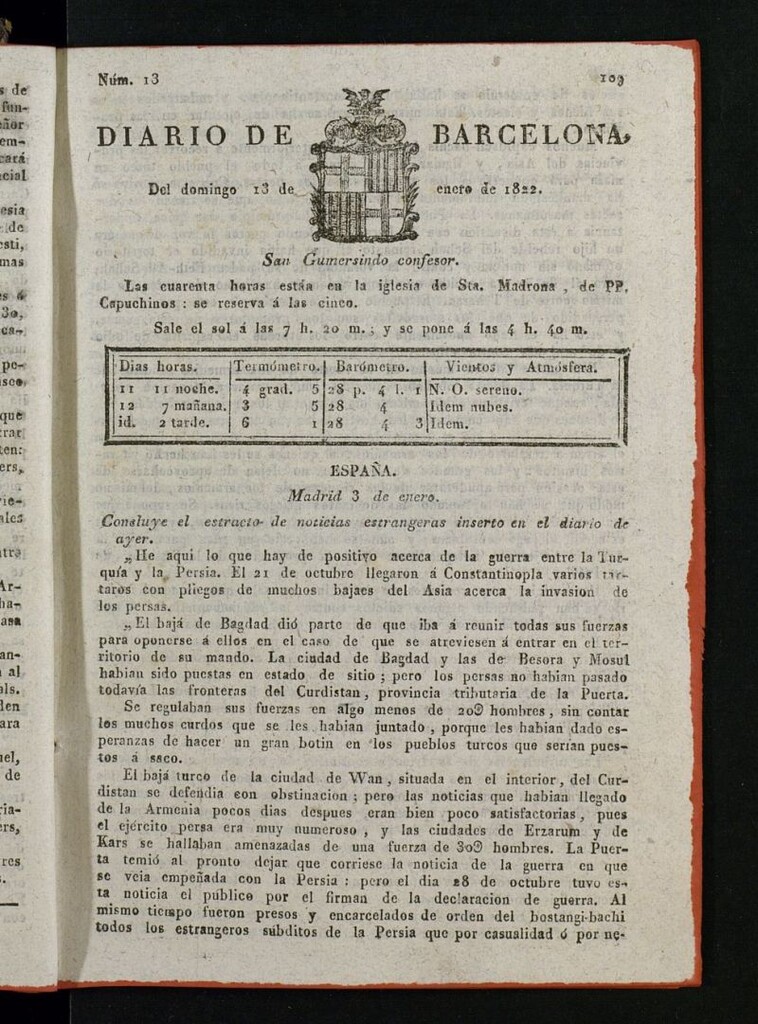 Núm. 13 103
DIARIO DE BARCELONA,
Del domingo 13 de enero de 1822.
San Gumersindo confesor.
Las cuarenta horas están en la iglesia de Sta. Madrona, de PP.
Capuchinos: se reserva á las cinco.
Sale el sol á las 7 h. 20 m.; y se pone á las 4 h. 40 m.
Dias horas. Termómetro. Barómetro. Vientos y Atmósfera.
11 11 noche. 4 grad. 5 28 p. 4 l. 1 N. O. sereno.
12 7 mañana. 3 5 28 4 Idem nubes.
id. 2 tarde. 6 1 28 4 3 Idem.
ESPAÑA.
Madrid 3 de enero.
Consluye el estracto de noticias estrangeras inserto en el diario de
ayer.
„He aqui lo que hay de positivo acerca de la guerra entre la Tur-
quía y la Persia. El 21 de octubre llegaron á Constantinopla varios tár-
taros con pliegos de muchos bajaes del Asia acerca la invasion de
los persas.
„El bajá de Bagdad dió parte de que iba á reunir todas sus fuerzas
para oponerse á ellos en el caso de que se atreviesen á entrar en el ter-
ritorio de su mando. La ciudad de Bagdad y las de Besora y Mosul
habian sido puestas en estado de sitio; pero los persas no habian pasado
todavía las fronteras del Curdistan, provincia tributaria de la Puerta.
Se regulaban sus fuerzas en algo menos de 20Ꙩ hombres, sin contar
los muchos curdos que se les habian juntado, porque les habian dado es-
peranzas de hacer un gran botin en los pueblos turcos que serían pues-
tos á saco.
El bajá turco de la ciudad de Wan, situada en el interior, del Cur-
distan se defendia con obstinacion; pero las noticias que habian llegado
de la Armenia pocos dias despues eran bien poco satisfactorias, pues
el ejército persa era muy numeroso, y las ciudades de Erzarum y de
Kars se hallaban amenazadas de una fuerza de 30Ꙩ hombres. La Puer-
ta temió al pronto dejar que corriese la noticia de la guerra en que
se veia empeñada con la Persia: pero el dia 28 de octubre tuvo es-
ta noticia el público por el firman de la declaracion de guerra. Al
mismo tiempo fueron presos y encarcelados de orden del bostangi-bachi
todos los estrangeros súbditos de la Persia que por casualidad ó por ne-